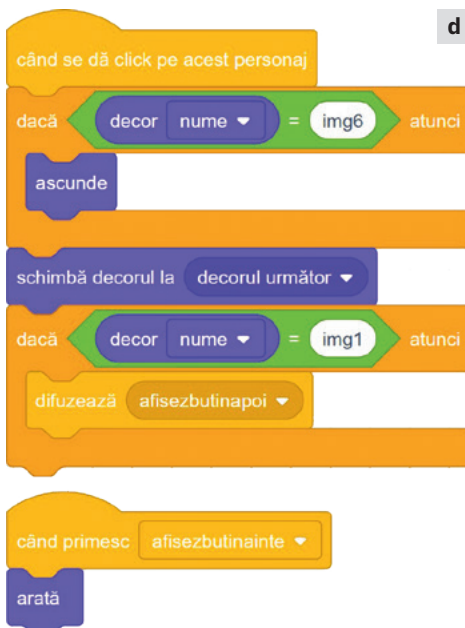 d
când se dă click pe acest personaj
dacă decor nume = img6 atunci
ascunde
schimbă decorul la decorul următor
dacă decor nume = img1 atunci
difuzează afisezbutinapoi
când primesc afisezbutinainte
arată